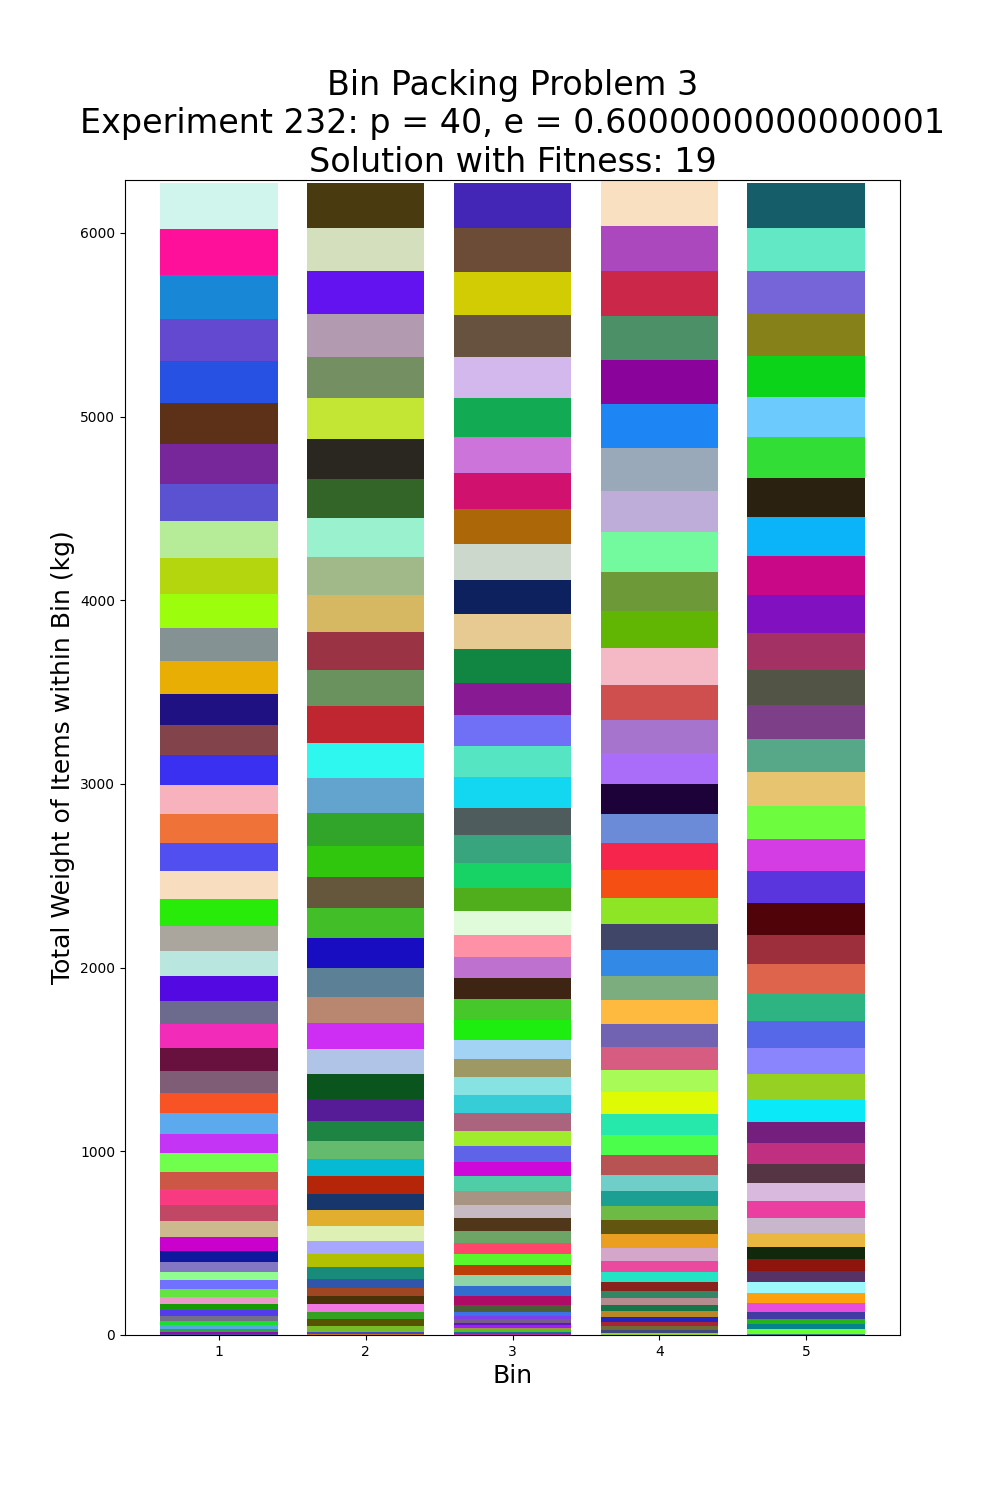 Bin Packing Problem 3
Experiment 232: p = 40, e = 0.6000000000000001
Solution with Fitness: 19
Total Weight of Items within Bin (kg)
6000
5000
4000
3000
2000
1000
0
1 2 3 4 5
Bin